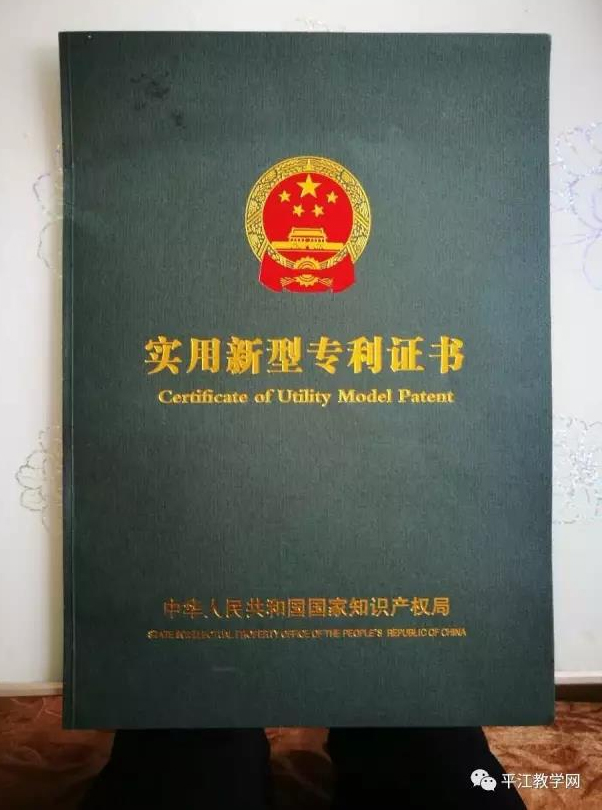 实用新型专利证书
Certificate of Utility Model Patent
中华人民共和国国家知识产权局
STATE INTELLECTUAL PROPERTY OFFICE OF THE PEOPLE'S REPUBLIC OF CHINA
平江教学网